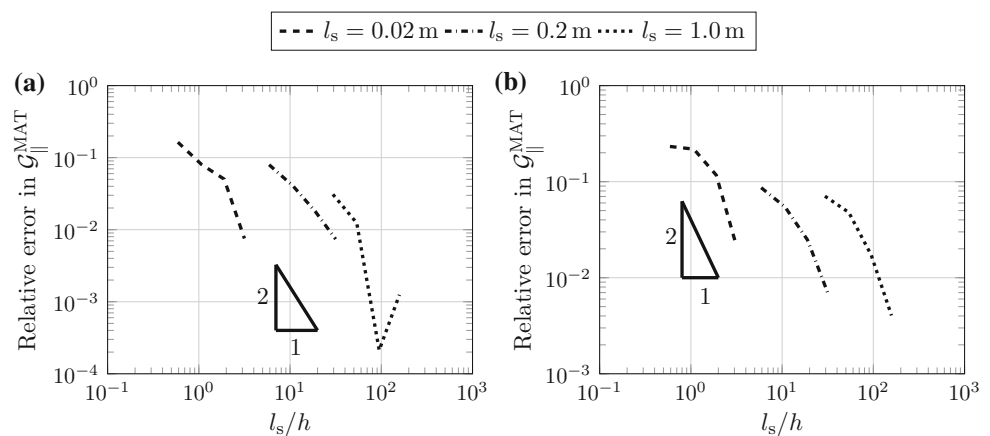 l_s = 0.02 m l_s = 0.2 m l_s = 1.0 m
(a)
Relative error in 𝒢_∥^MAT
10^0
10^−1
10^−2
10^−3
10^−4
2
1
10^−1 10^0 10^1 10^2 10^3
l_s/h
(b)
Relative error in 𝒢_∥^MAT
10^0
10^−1
10^−2
10^−3
2
1
10^−1 10^0 10^1 10^2 10^3
l_s/h